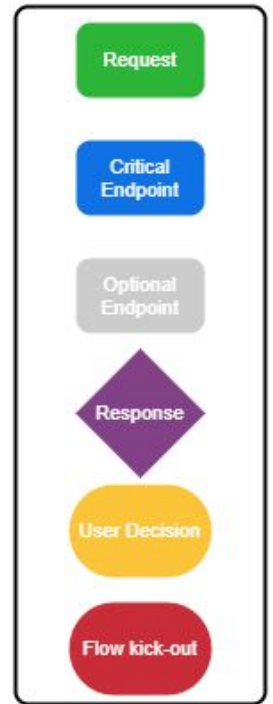 Request
Critical
Endpoint
Optional
Endpoint
Response
User Decision
Flow kick-out